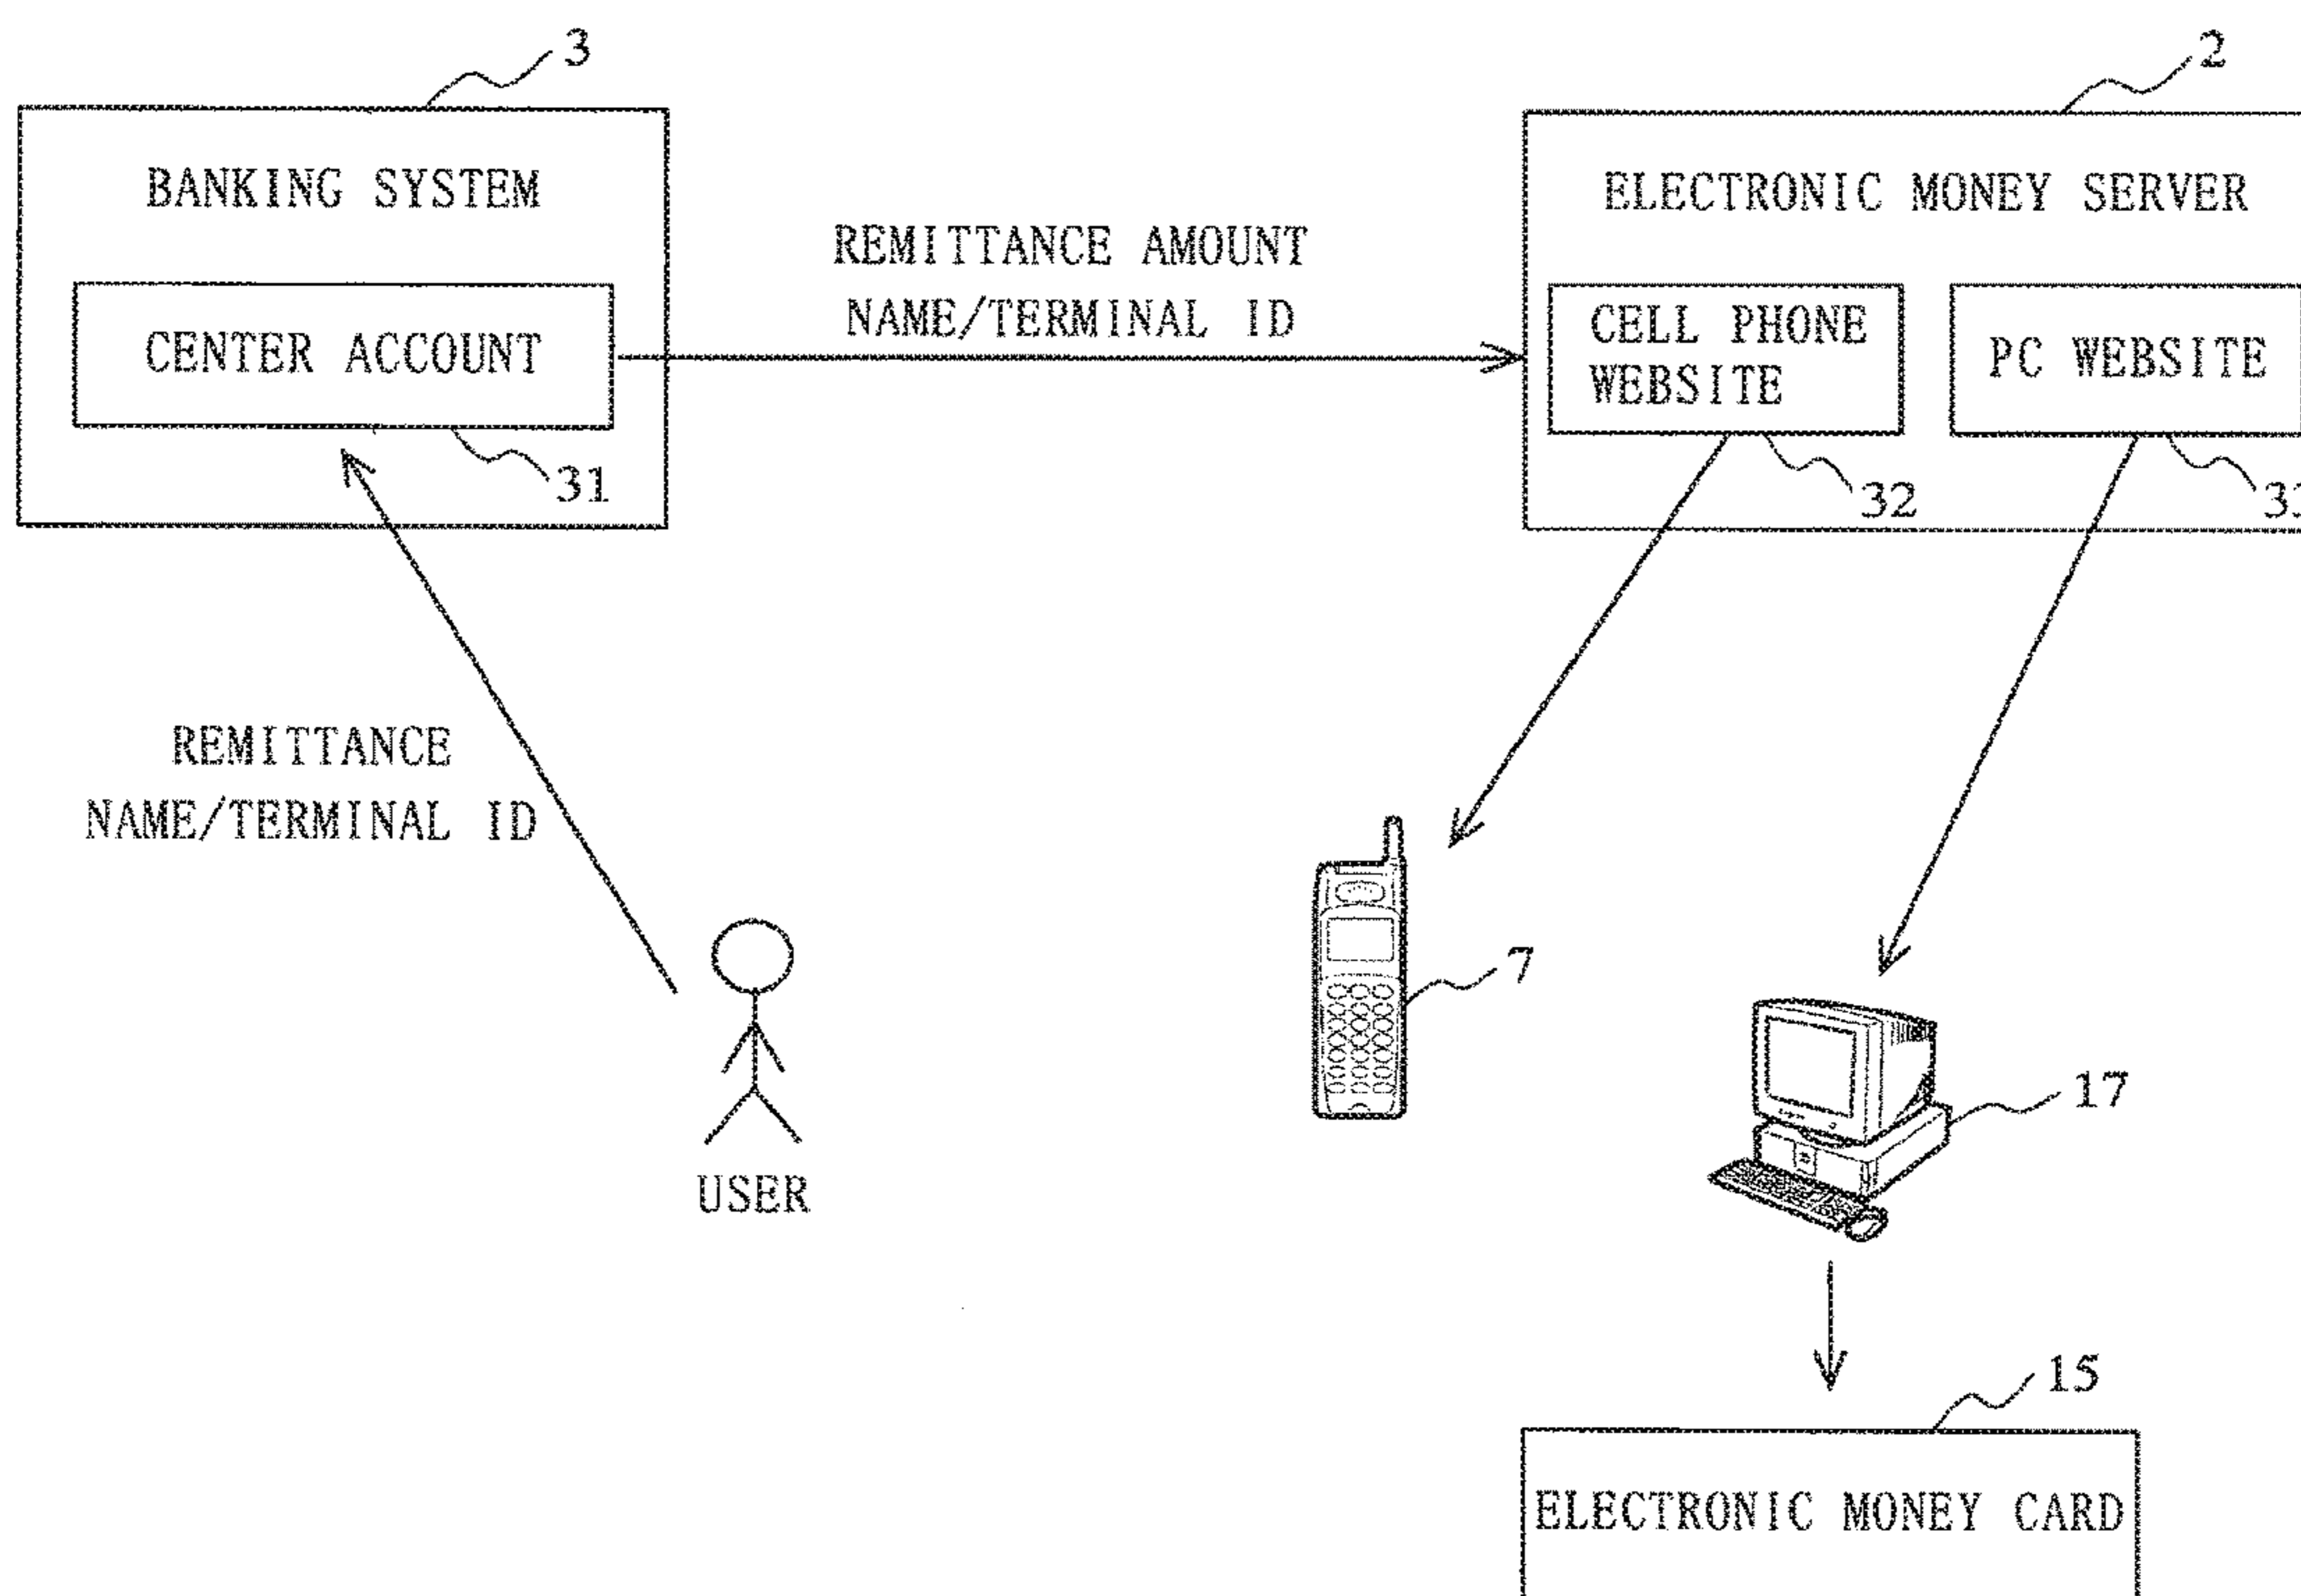 3
2
BANKING SYSTEM
ELECTRONIC MONEY SERVER
REMITTANCE AMOUNT
NAME/TERMINAL ID
CENTER ACCOUNT
CELL PHONE
WEBSITE
PC WEBSITE
31
32
REMITTANCE
NAME/TERMINAL ID
7
17
USER
15
ELECTRONIC MONEY CARD